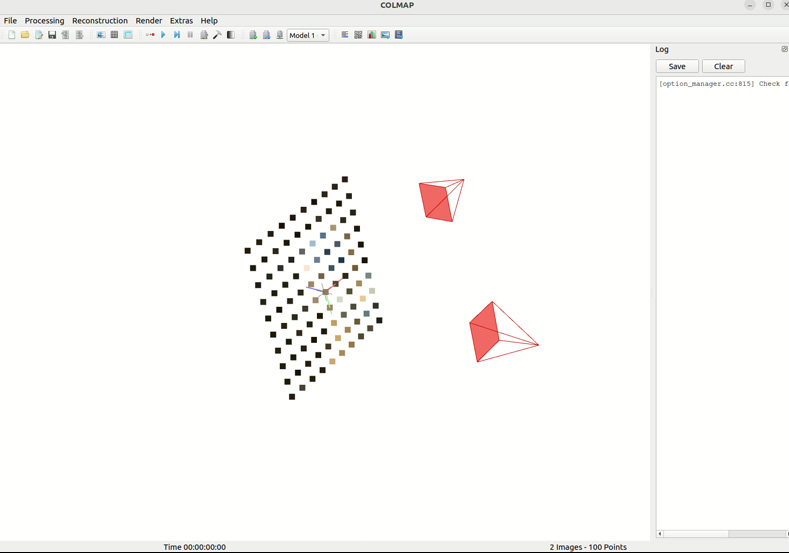 COLMAP
File Processing Reconstruction Render Extras Help
Model 1
Log
Save Clear
[option_manager.cc:815] Check f
Time 00:00:00:00
2 Images - 100 Points